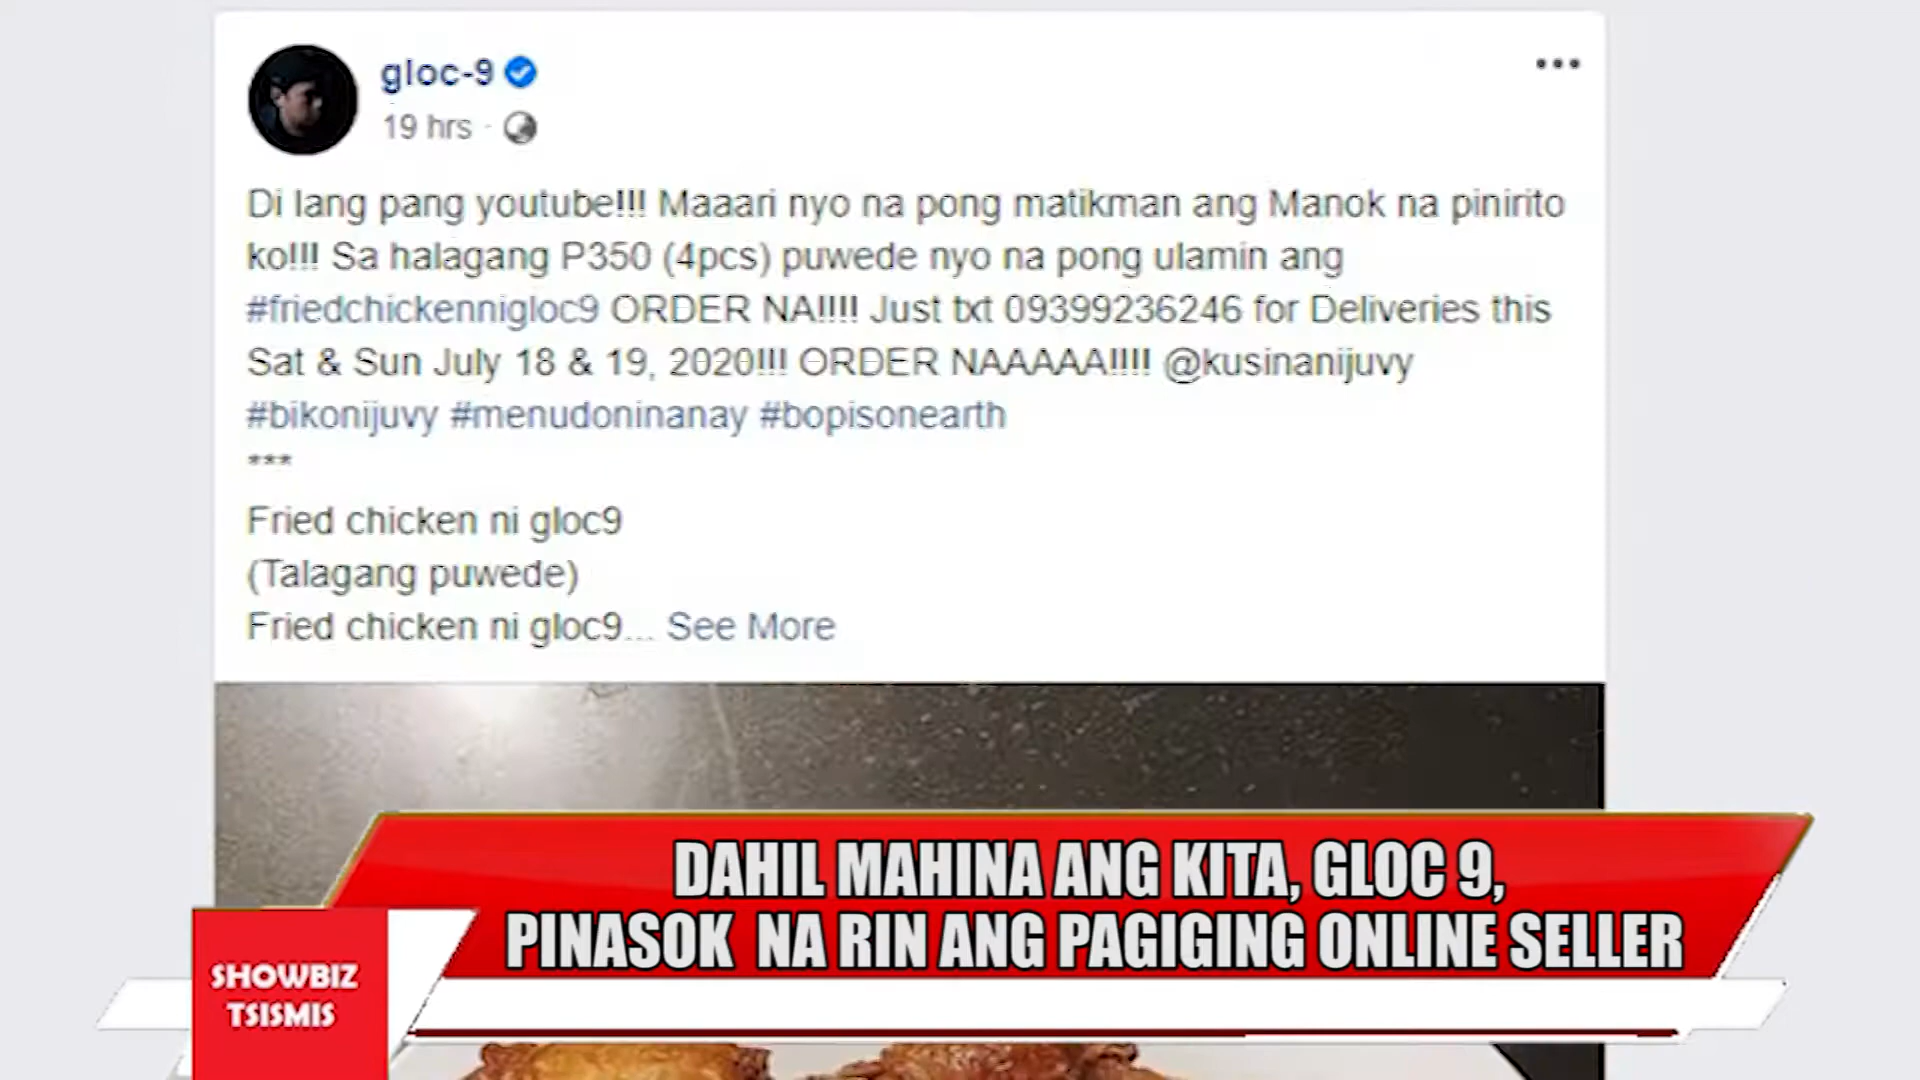 gloc-9
19 hrs ·
Di lang pang youtube!!! Maaari nyo na pong matikman ang Manok na pinirito
ko!!! Sa halagang P350 (4pcs) puwede nyo na pong ulamin ang
#friedchickennigloc9 ORDER NA!!!! Just txt 09399236246 for Deliveries this
Sat & Sun July 18 & 19, 2020!!! ORDER NAAAAA!!!! @kusinanijuvy
#bikonijuvy #menudoninanay #bopisonearth
***
Fried chicken ni gloc9
(Talagang puwede)
Fried chicken ni gloc9... See More
DAHIL MAHINA ANG KITA, GLOC 9,
PINASOK NA RIN ANG PAGIGING ONLINE SELLER
SHOWBIZ
TSISMIS